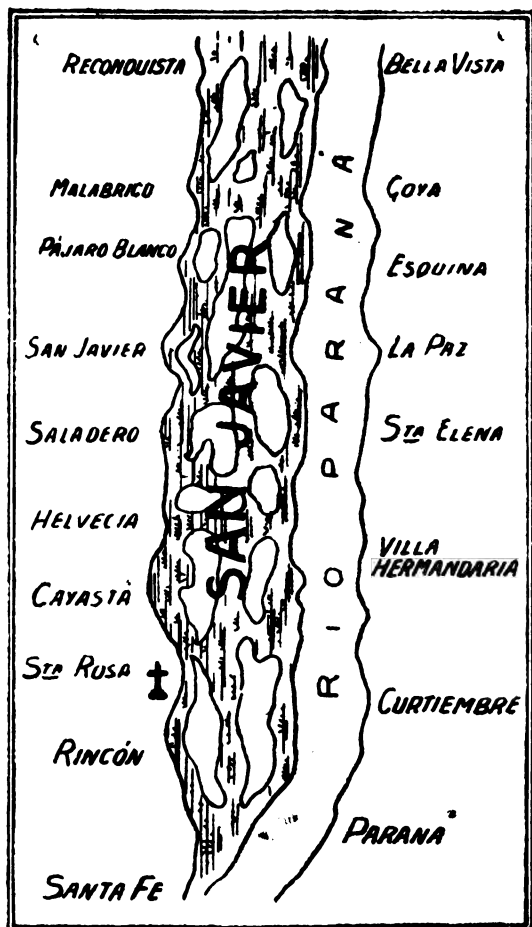 RECONQUISTA
BELLA VISTA
MALABRIGO
GOYA
PÁJARO BLANCO
ESQUINA
SAN JAVIER
LA PAZ
SALADERO
STA ELENA
HELVECIA
VILLA
HERMANDARIA
CAYASTÁ
STA ROSA
CURTIEMBRE
RINCÓN
PARANA
SANTA FE
SAN JAVIER
RIO PARANÁ